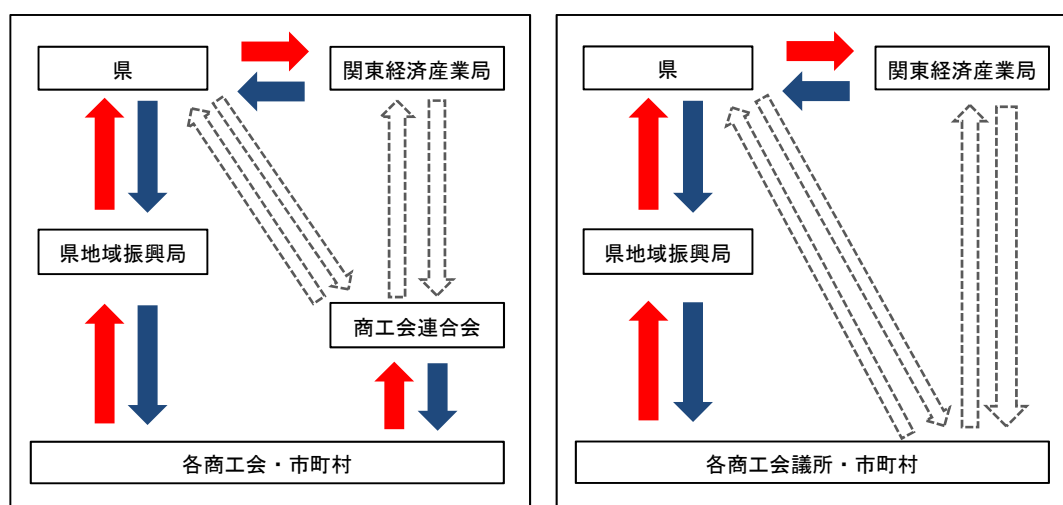 県
関東経済産業局
県地域振興局
商工会連合会
各商工会・市町村
県
関東経済産業局
県地域振興局
各商工会議所・市町村